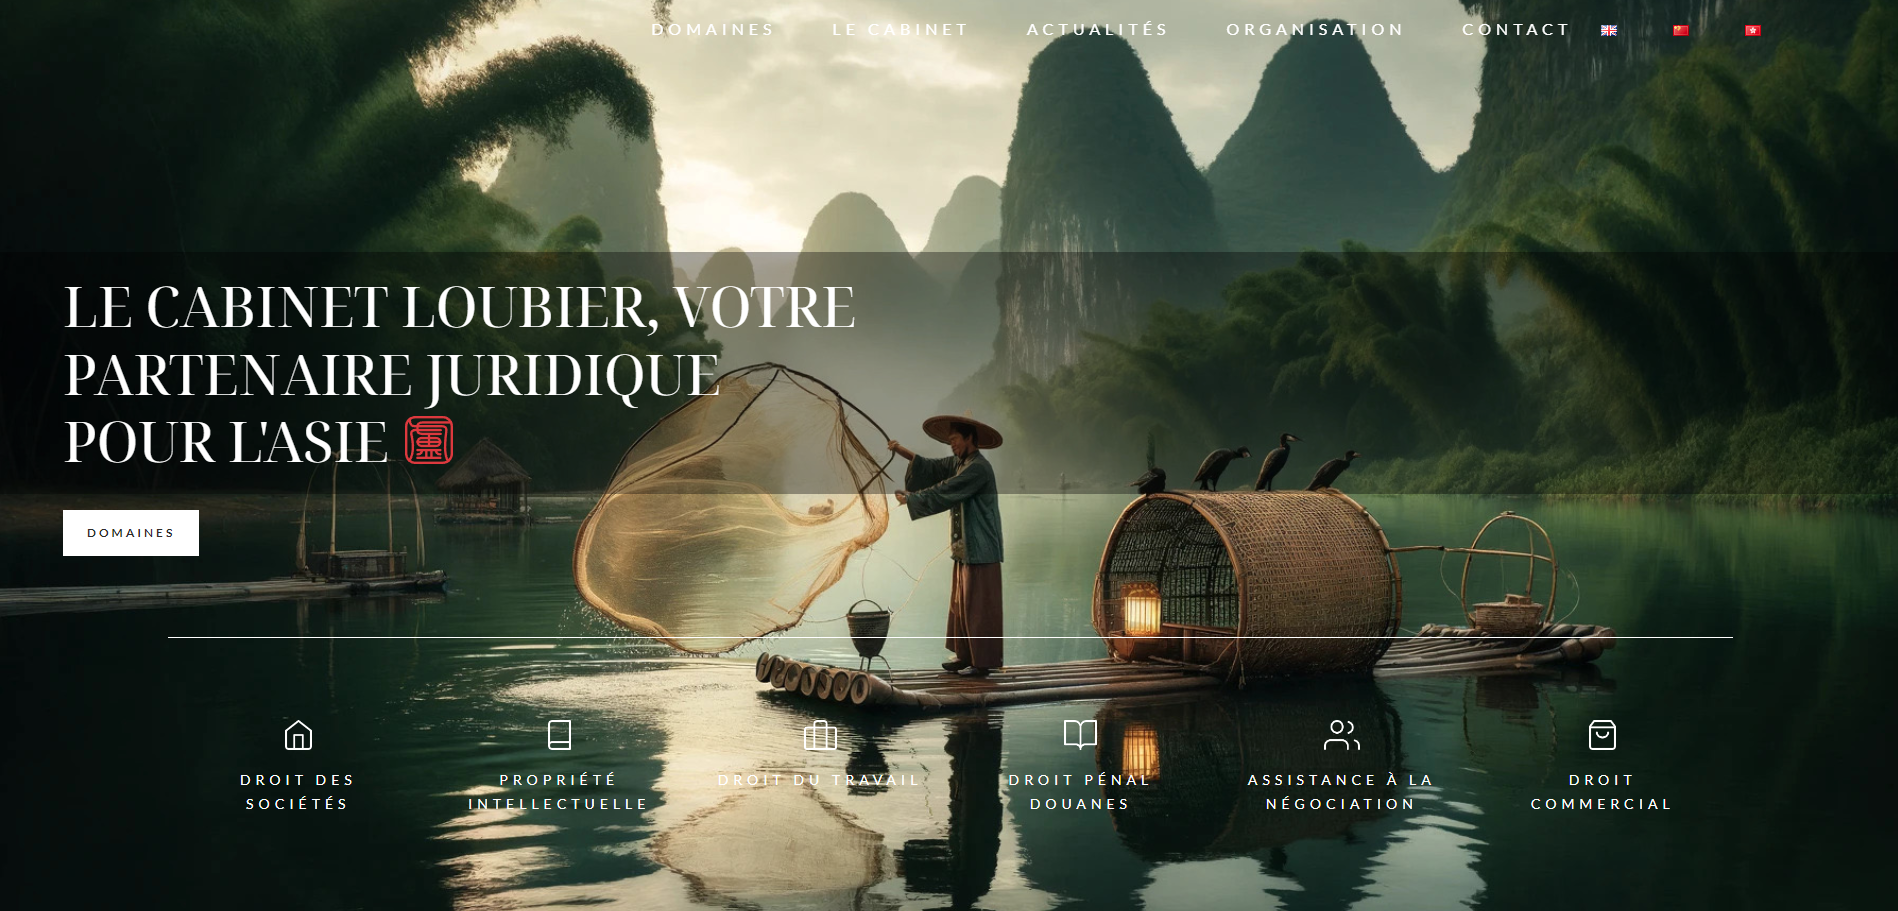 DOMAINES LE CABINET ACTUALITÉS ORGANISATION CONTACT
LE CABINET LOUBIER, VOTRE
PARTENAIRE JURIDIQUE
POUR L'ASIE
DOMAINES
DROIT DES
SOCIÉTÉS
PROPRIÉTÉ
INTELLECTUELLE
DROIT DU TRAVAIL
DROIT PÉNAL
DOUANES
ASSISTANCE À LA
NÉGOCIATION
DROIT
COMMERCIAL